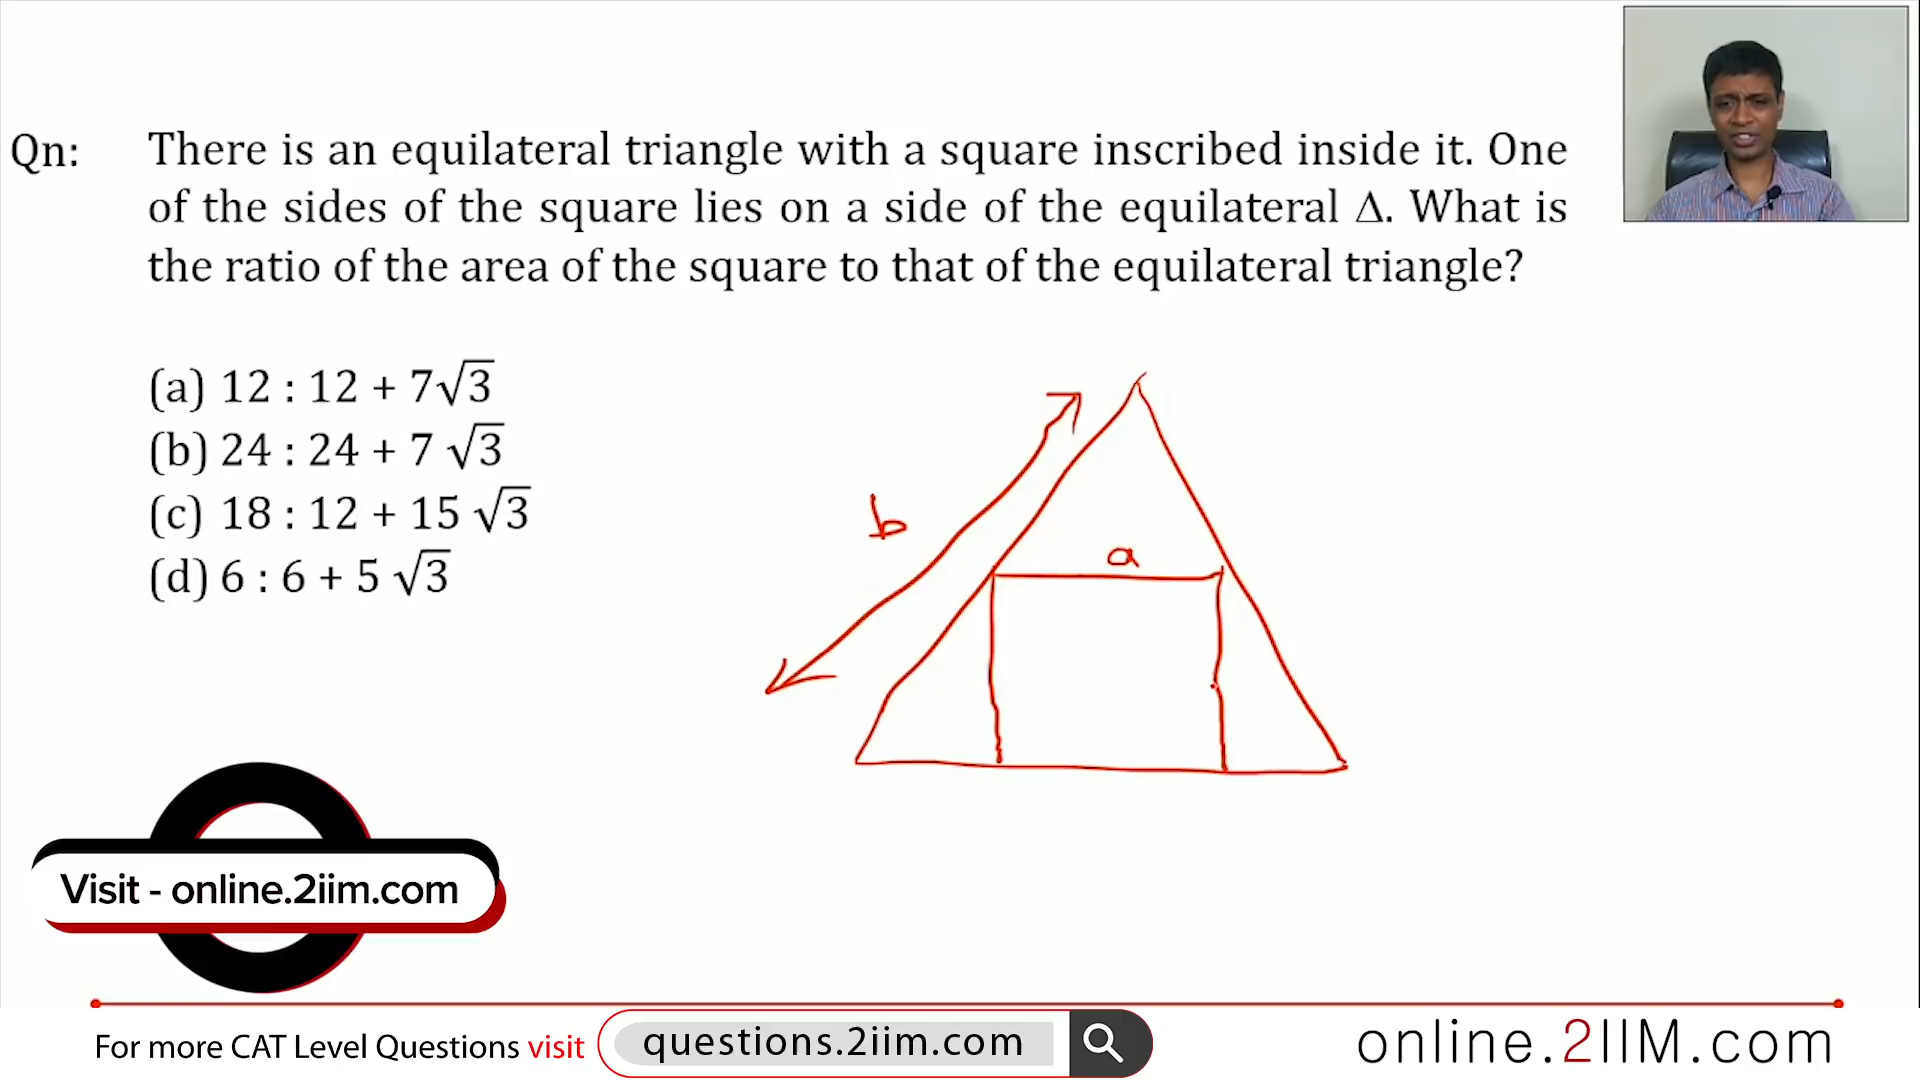 Qn: There is an equilateral triangle with a square inscribed inside it. One
of the sides of the square lies on a side of the equilateral Δ. What is
the ratio of the area of the square to that of the equilateral triangle?
(a) 12 : 12 + 7√3
(b) 24 : 24 + 7 √3
(c) 18 : 12 + 15 √3
(d) 6 : 6 + 5 √3
b
a
Visit - online.2iim.com
For more CAT Level Questions visit questions.2iim.com
online.2IIM.com